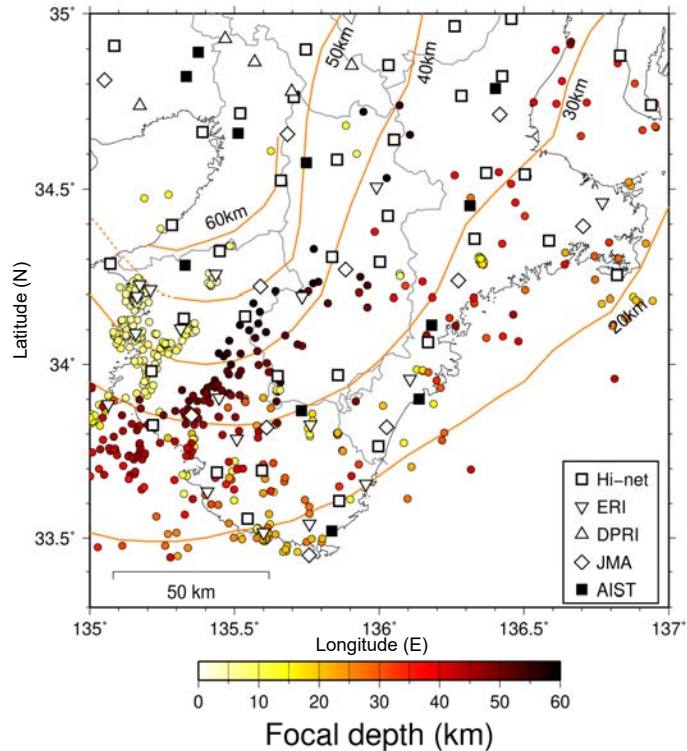 35˚
34.5˚
34˚
33.5˚
Latitude (N)
50km
40km
30km
60km
20km
Hi-net
ERI
DPRI
JMA
AIST
50 km
135˚
135.5˚
136˚
136.5˚
137˚
Longitude (E)
0
10
20
30
40
50
60
Focal depth (km)